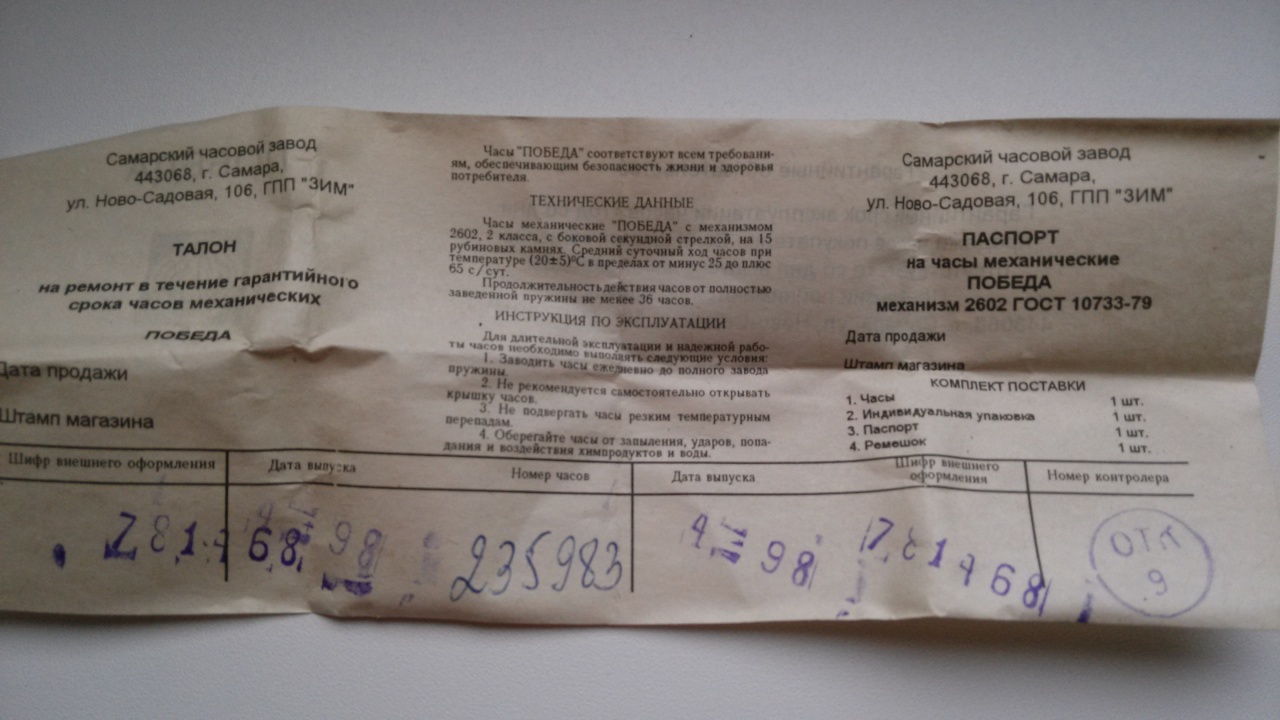 Самарский часовой завод
443068, г. Самара,
ул. Ново-Садовая, 106, ГПП "ЗИМ"
ТАЛОН
на ремонт в течение гарантийного
срока часов механических
ПОБЕДА
Дата продажи
Штамп магазина
Часы "ПОБЕДА" соответствуют всем требовани-
ям, обеспечивающим безопасность жизни и здоровья
потребителя.
ТЕХНИЧЕСКИЕ ДАННЫЕ
Часы механические "ПОБЕДА" с механизмом
2602, 2 класса, с боковой секундной стрелкой, на 15
рубиновых камнях. Средний суточный ход часов при
температуре (20±5)°С в пределах от минус 25 до плюс
65 с/сут.
Продолжительность действия часов от полностью
заведенной пружины не мекее 36 часов.
ИНСТРУКЦИЯ ПО ЭКСПЛУАТАЦИИ
Для длительной эксплуатации и надежной рабо-
ты часов необходимо выполнять следующие условия:
1. Заводить часы ежедневно до полного завода
пружины.
2. Не рекомендуется самостоятельно открывать
крышку часов.
3. Не подвергать часы резким температурным
перепадам.
4. Оберегайте часы от запыления, ударов, попа-
дания и воздействия химпродуктов и воды.
Самарский часовой завод
443068, г. Самара,
ул. Ново-Садовая, 106, ГПП "ЗИМ"
ПАСПОРТ
на часы механические
ПОБЕДА
механизм 2602 ГОСТ 10733-79
Дата продажи
Штамп магазина
КОМПЛЕКТ ПОСТАВКИ
1. Часы 1 шт.
2. Индивидуальная упаковка 1 шт.
3. Паспорт 1 шт.
4. Ремешок 1 шт.
Шифр внешнего оформления Дата выпуска Номер часов Дата выпуска Шифр внешнего оформления Номер контролера
98 235983 98
ОТК
9